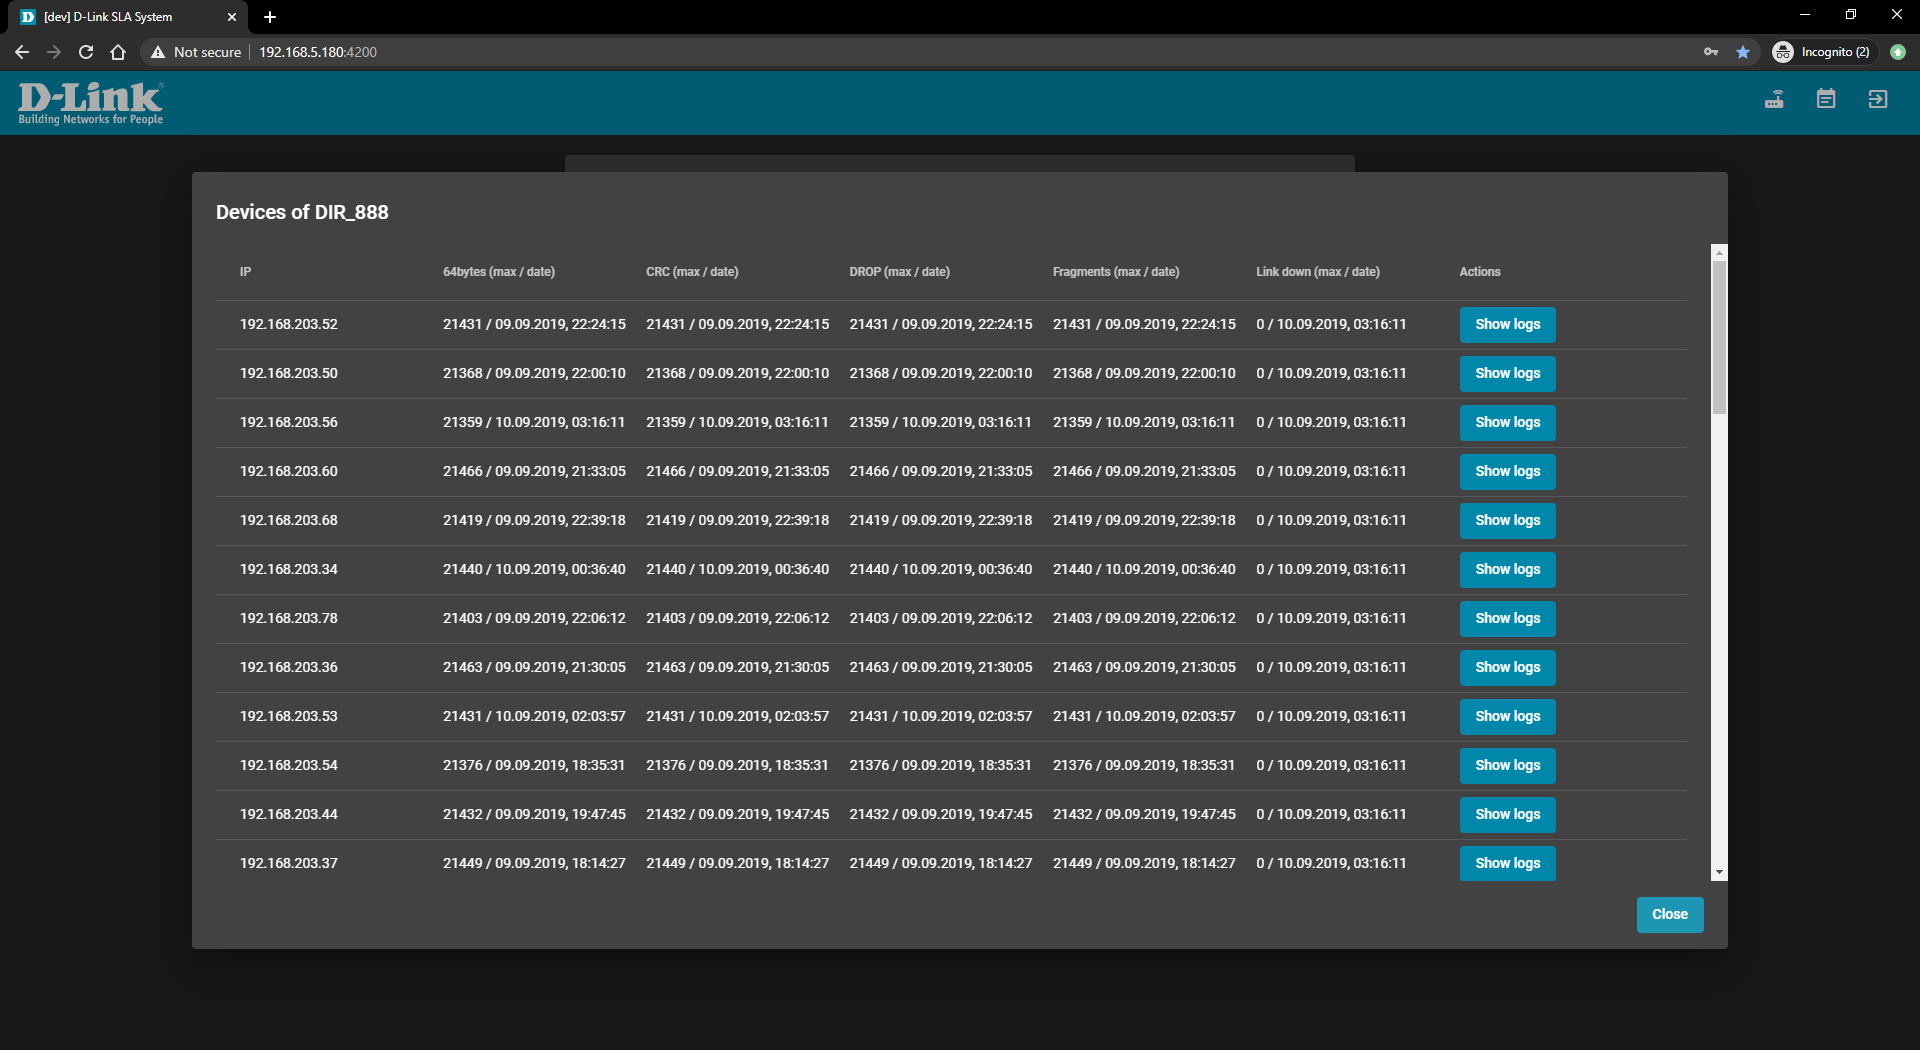 [dev] D-Link SLA System
Not secure 192.168.5.180:4200
Incognito (2)
D-Link®
Building Networks for People
Devices of DIR_888
IP 64bytes (max / date) CRC (max / date) DROP (max / date) Fragments (max / date) Link down (max / date) Actions
192.168.203.52 21431 / 09.09.2019, 22:24:15 21431 / 09.09.2019, 22:24:15 21431 / 09.09.2019, 22:24:15 21431 / 09.09.2019, 22:24:15 0 / 10.09.2019, 03:16:11 Show logs
192.168.203.50 21368 / 09.09.2019, 22:00:10 21368 / 09.09.2019, 22:00:10 21368 / 09.09.2019, 22:00:10 21368 / 09.09.2019, 22:00:10 0 / 10.09.2019, 03:16:11 Show logs
192.168.203.56 21359 / 10.09.2019, 03:16:11 21359 / 10.09.2019, 03:16:11 21359 / 10.09.2019, 03:16:11 21359 / 10.09.2019, 03:16:11 0 / 10.09.2019, 03:16:11 Show logs
192.168.203.60 21466 / 09.09.2019, 21:33:05 21466 / 09.09.2019, 21:33:05 21466 / 09.09.2019, 21:33:05 21466 / 09.09.2019, 21:33:05 0 / 10.09.2019, 03:16:11 Show logs
192.168.203.68 21419 / 09.09.2019, 22:39:18 21419 / 09.09.2019, 22:39:18 21419 / 09.09.2019, 22:39:18 21419 / 09.09.2019, 22:39:18 0 / 10.09.2019, 03:16:11 Show logs
192.168.203.34 21440 / 10.09.2019, 00:36:40 21440 / 10.09.2019, 00:36:40 21440 / 10.09.2019, 00:36:40 21440 / 10.09.2019, 00:36:40 0 / 10.09.2019, 03:16:11 Show logs
192.168.203.78 21403 / 09.09.2019, 22:06:12 21403 / 09.09.2019, 22:06:12 21403 / 09.09.2019, 22:06:12 21403 / 09.09.2019, 22:06:12 0 / 10.09.2019, 03:16:11 Show logs
192.168.203.36 21463 / 09.09.2019, 21:30:05 21463 / 09.09.2019, 21:30:05 21463 / 09.09.2019, 21:30:05 21463 / 09.09.2019, 21:30:05 0 / 10.09.2019, 03:16:11 Show logs
192.168.203.53 21431 / 10.09.2019, 02:03:57 21431 / 10.09.2019, 02:03:57 21431 / 10.09.2019, 02:03:57 21431 / 10.09.2019, 02:03:57 0 / 10.09.2019, 03:16:11 Show logs
192.168.203.54 21376 / 09.09.2019, 18:35:31 21376 / 09.09.2019, 18:35:31 21376 / 09.09.2019, 18:35:31 21376 / 09.09.2019, 18:35:31 0 / 10.09.2019, 03:16:11 Show logs
192.168.203.44 21432 / 09.09.2019, 19:47:45 21432 / 09.09.2019, 19:47:45 21432 / 09.09.2019, 19:47:45 21432 / 09.09.2019, 19:47:45 0 / 10.09.2019, 03:16:11 Show logs
192.168.203.37 21449 / 09.09.2019, 18:14:27 21449 / 09.09.2019, 18:14:27 21449 / 09.09.2019, 18:14:27 21449 / 09.09.2019, 18:14:27 0 / 10.09.2019, 03:16:11 Show logs
Close